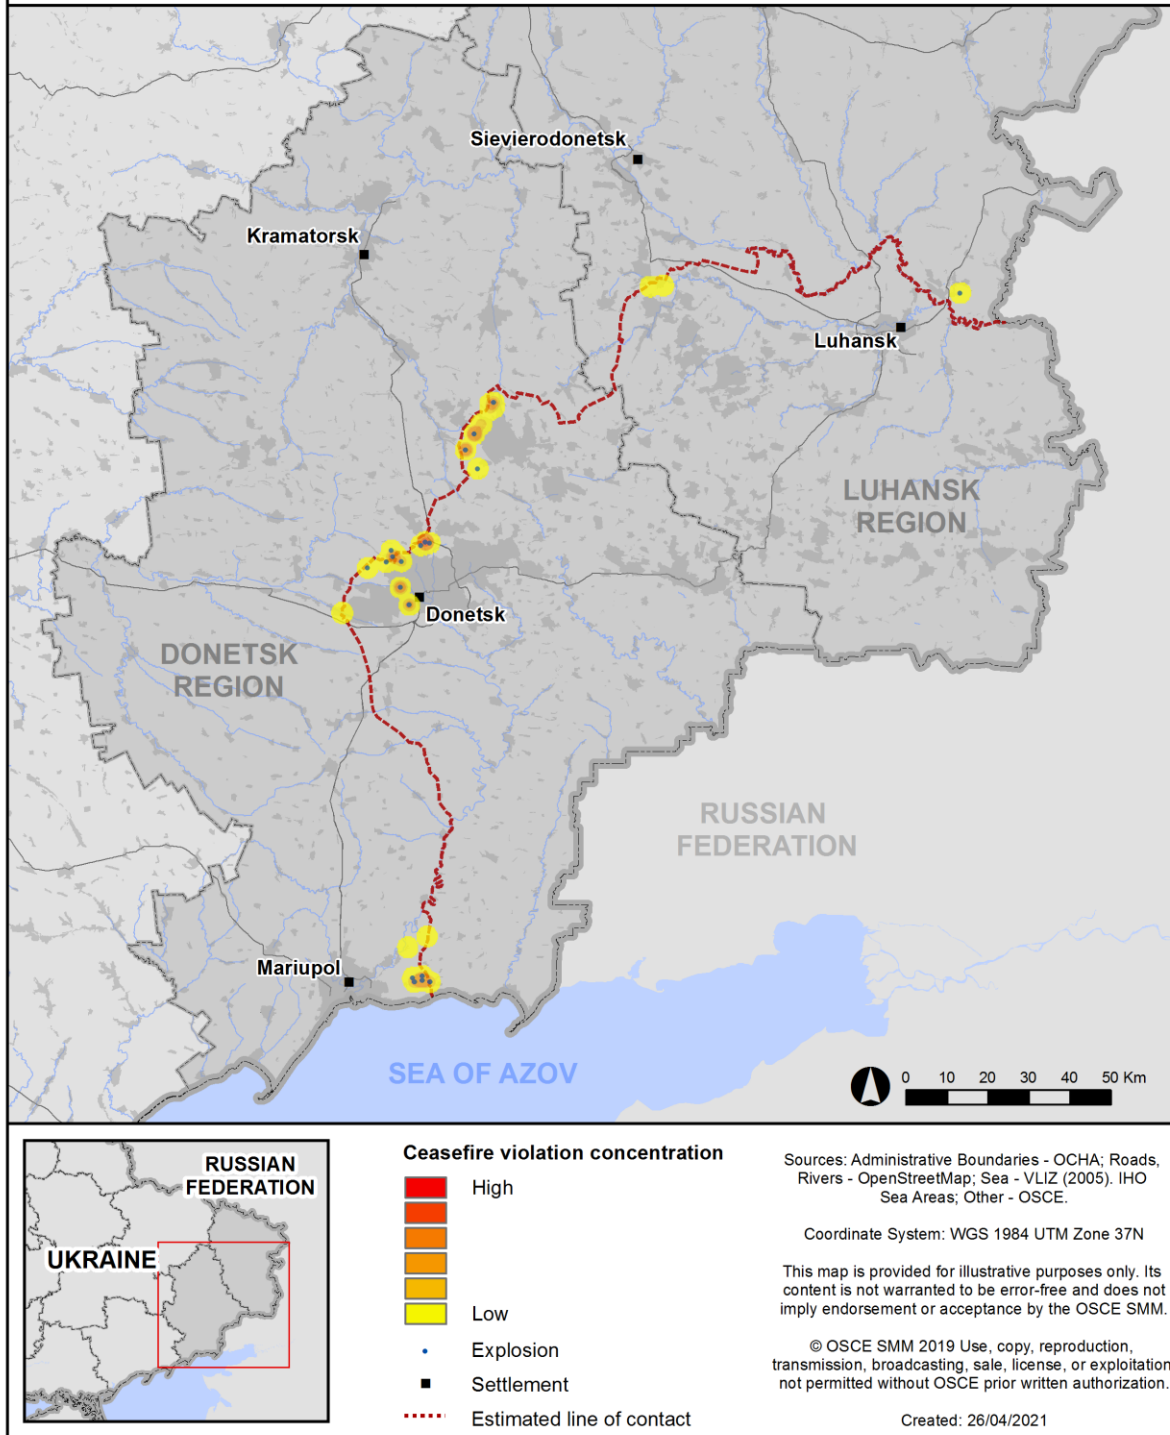 Sievierodonetsk
Kramatorsk
Luhansk
LUHANSK
REGION
Donetsk
DONETSK
REGION
RUSSIAN
FEDERATION
Mariupol
SEA OF AZOV
0 10 20 30 40 50 Km
RUSSIAN
FEDERATION
UKRAINE
Ceasefire violation concentration
High
Low
Explosion
Settlement
Estimated line of contact
Sources: Administrative Boundaries - OCHA; Roads,
Rivers - OpenStreetMap; Sea - VLIZ (2005). IHO
Sea Areas; Other - OSCE.
Coordinate System: WGS 1984 UTM Zone 37N
This map is provided for illustrative purposes only. Its
content is not warranted to be error-free and does not
imply endorsement or acceptance by the OSCE SMM.
© OSCE SMM 2019 Use, copy, reproduction,
transmission, broadcasting, sale, license, or exploitation
not permitted without OSCE prior written authorization.
Created: 26/04/2021